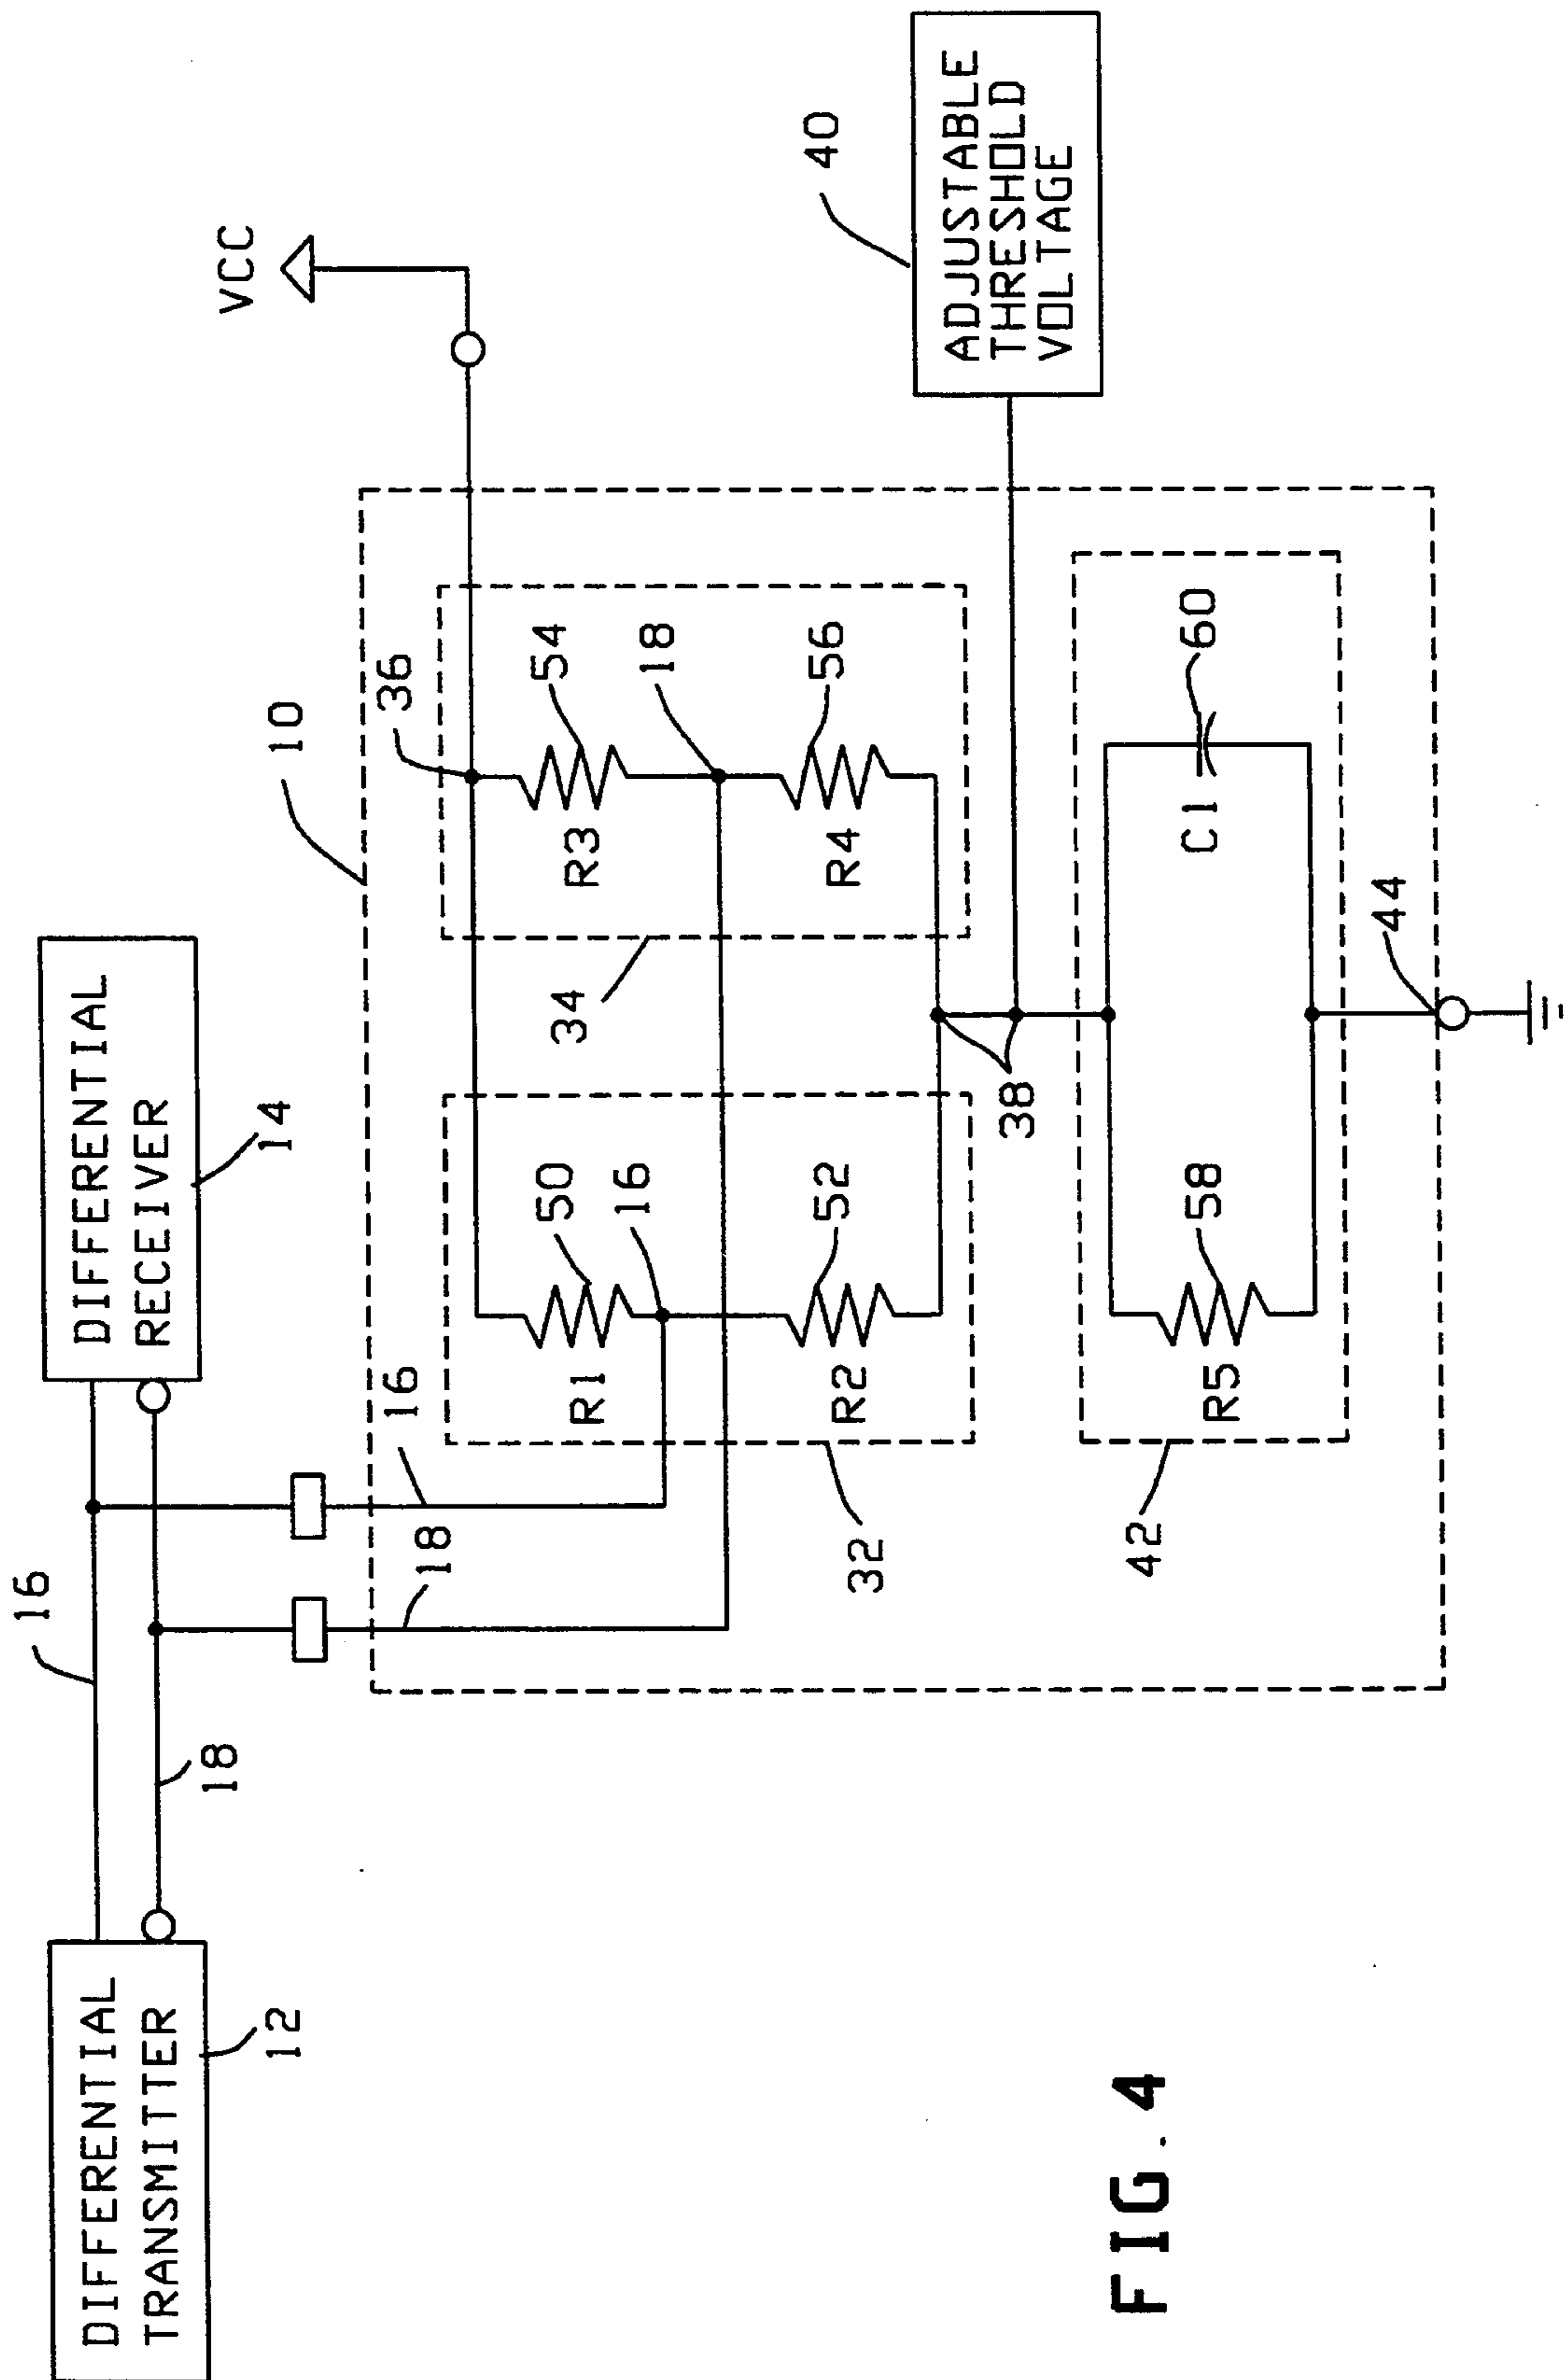 DIFFERENTIAL
TRANSMITTER
12
16
18
DIFFERENTIAL
RECEIVER
14
16
18
10
VCC
36
R1
50
16
R2
52
32
R3
54
18
R4
56
34
38
40
ADJUSTABLE
THRESHOLD
VOLTAGE
R5
58
C1
60
42
44
FIG. 4